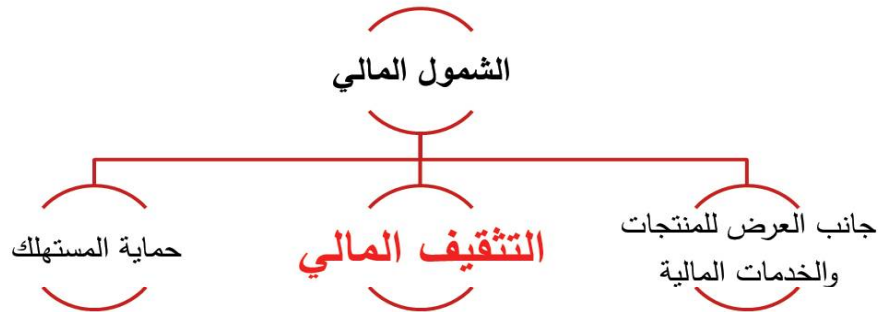 الشمول المالي
جانب العرض للمنتجات
والخدمات المالية
التثقيف المالي
حماية المستهلك